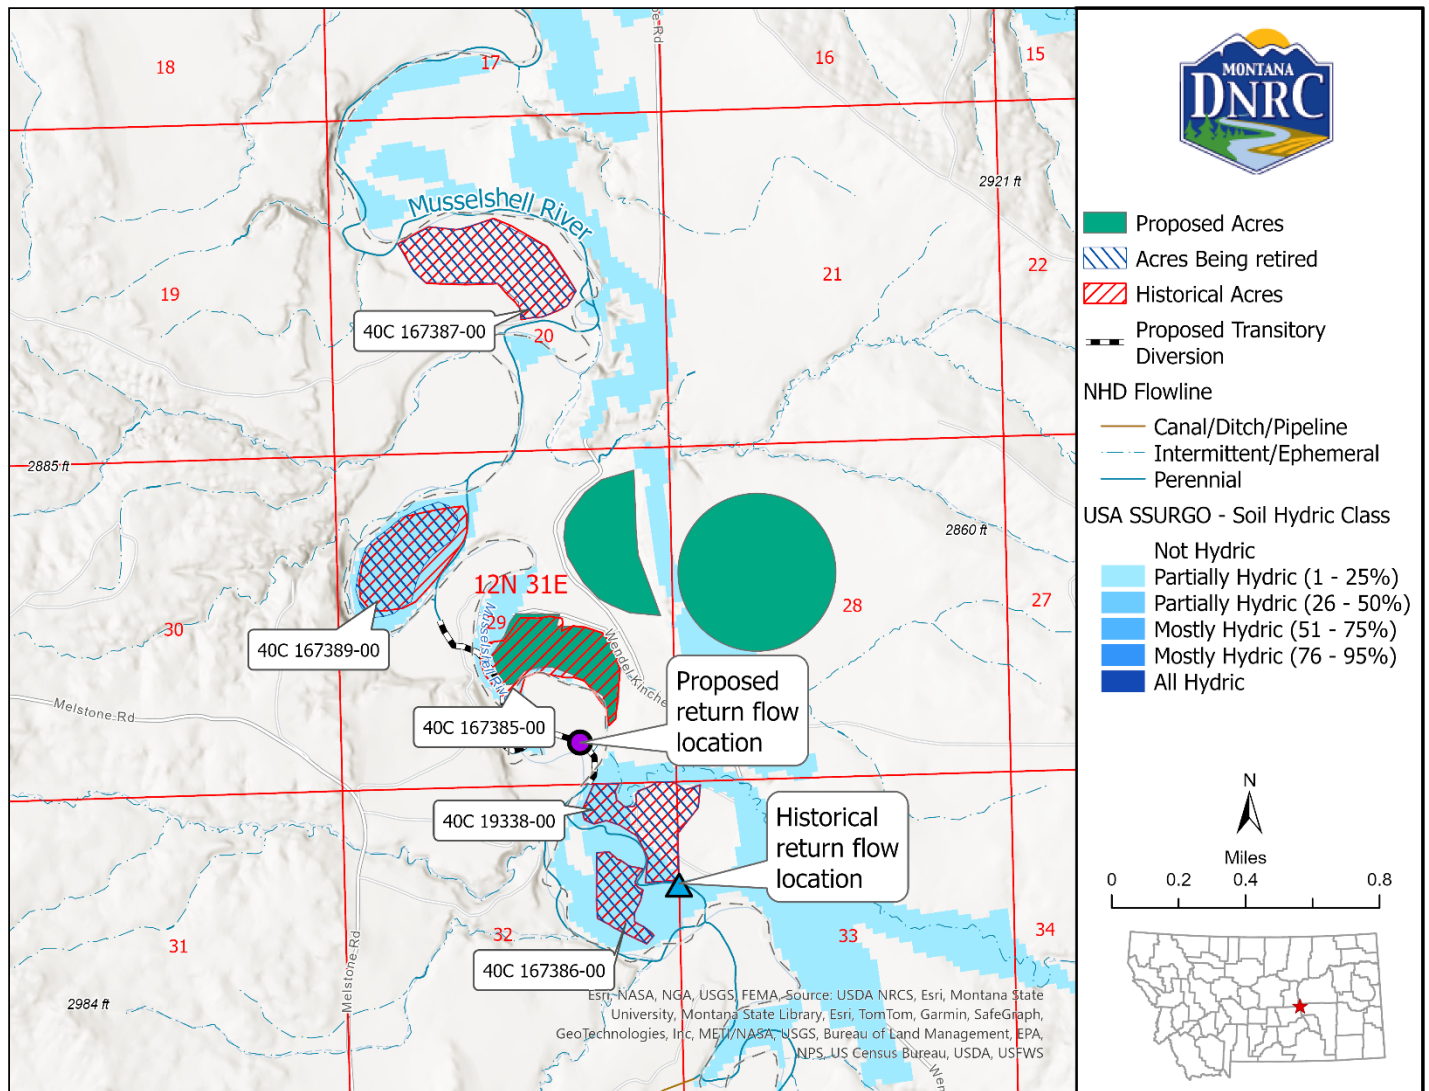 18
17
16
15
pe Rd
2921 ft
Musselshell River
19
21
22
40C 167387-00
20
2885 ft
2860 ft
12N 31E
29
28
27
30
40C 167389-00
Musselshell Riv
Wendel-Kinche
Proposed
return flow
location
40C 167385-00
Melstone Rd
40C 19338-00
Historical
return flow
location
31
32
33
34
40C 167386-00
Melstone Rd
2984 ft
Wen
Esri, NASA, NGA, USGS, FEMA, Source: USDA NRCS, Esri, Montana State
University, Montana State Library, Esri, TomTom, Garmin, SafeGraph,
GeoTechnologies, Inc, METI/NASA, USGS, Bureau of Land Management, EPA,
NPS, US Census Bureau, USDA, USFWS
MONTANA
DNRC
Proposed Acres
Acres Being retired
Historical Acres
Proposed Transitory
Diversion
NHD Flowline
Canal/Ditch/Pipeline
Intermittent/Ephemeral
Perennial
USA SSURGO - Soil Hydric Class
Not Hydric
Partially Hydric (1 - 25%)
Partially Hydric (26 - 50%)
Mostly Hydric (51 - 75%)
Mostly Hydric (76 - 95%)
All Hydric
N
Miles
0 0.2 0.4 0.8